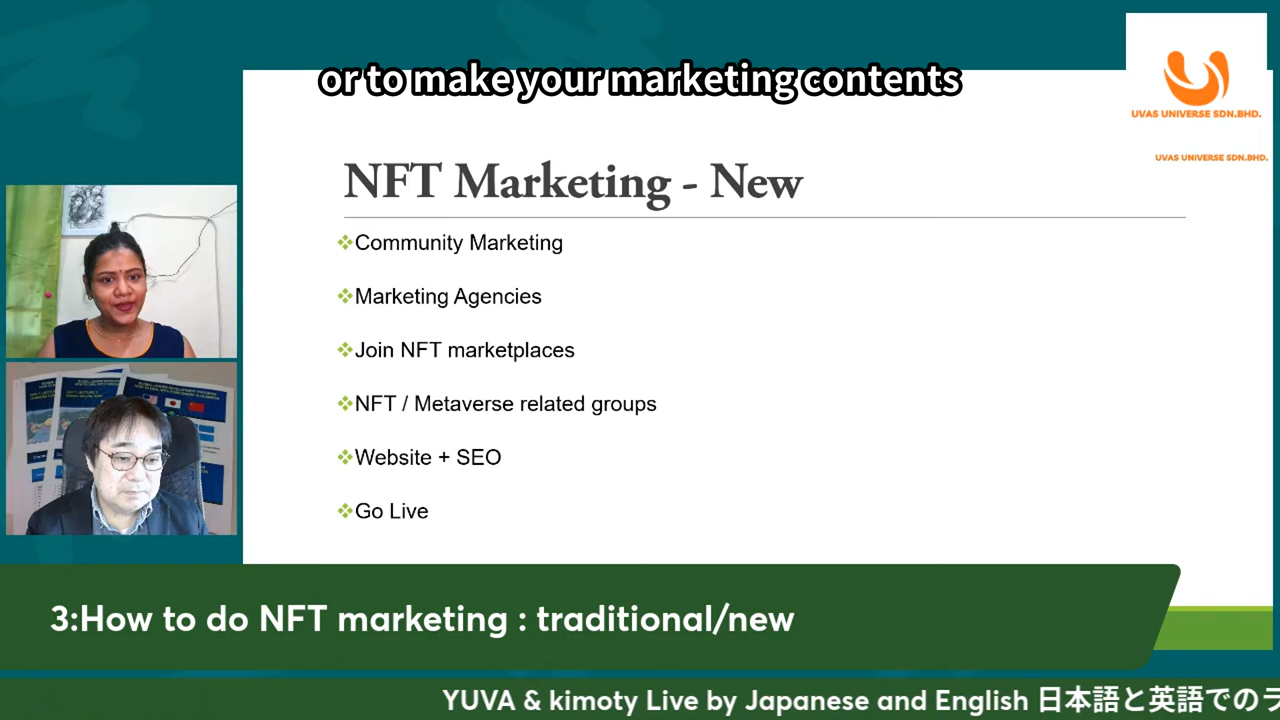 or to make your marketing contents
UVAS UNIVERSE SDN.BHD.
UVAS UNIVERSE SDN.BHD.
NFT Marketing - New
Community Marketing
Marketing Agencies
Join NFT marketplaces
NFT / Metaverse related groups
Website + SEO
Go Live
3:How to do NFT marketing : traditional/new
YUVA & kimoty Live by Japanese and English 日本語と英語でのラ